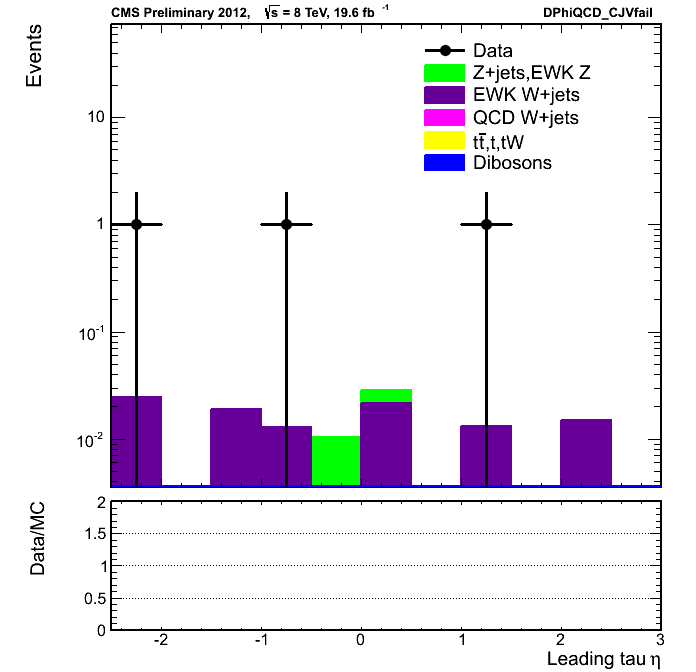 CMS Preliminary 2012, √s = 8 TeV, 19.6 fb⁻¹ DPhiQCD_CJVfail
Events
Data
Z+jets,EWK Z
EWK W+jets
QCD W+jets
tt̅,t,tW
Dibosons
10
1
10⁻¹
10⁻²
Data/MC
2
1.5
1
0.5
0
-2 -1 0 1 2 3
Leading tau η